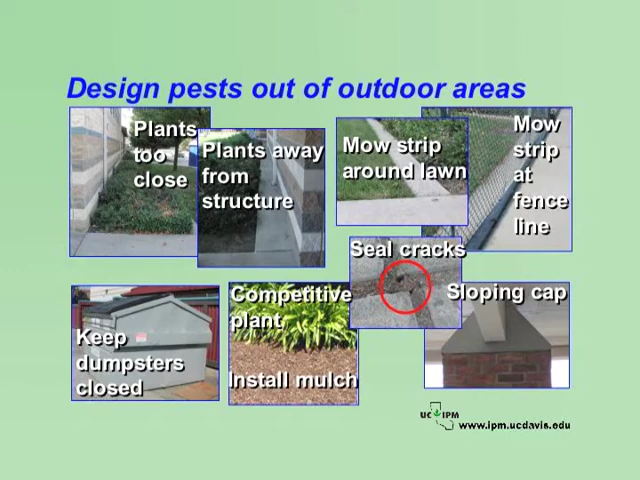 Design pests out of outdoor areas
Plants
too
close
Plants away
from
structure
Mow strip
around lawn
Mow
strip
at
fence
line
Seal cracks
Sloping cap
Keep
dumpsters
closed
Competitive
plant
Install mulch
UC IPM
www.ipm.ucdavis.edu